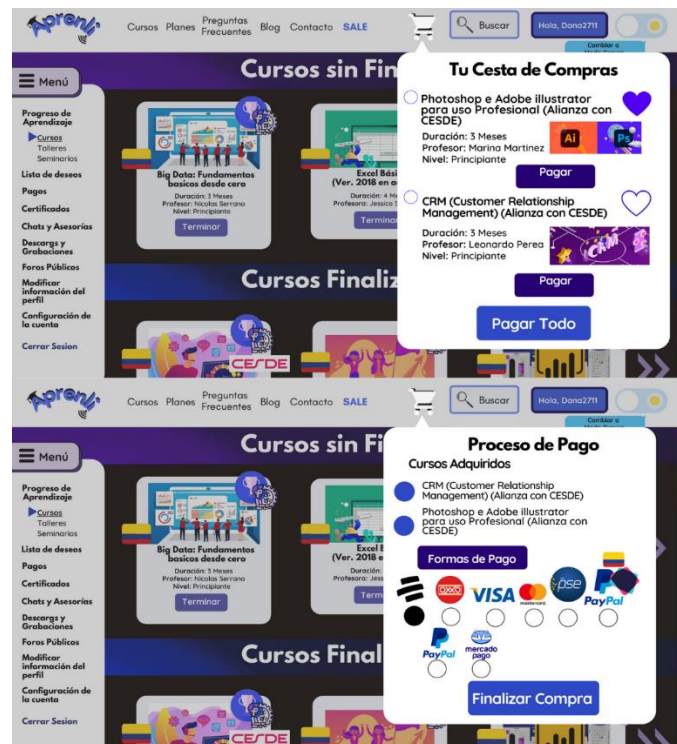 Aprenli
Cursos Planes Preguntas Frecuentes Blog Contacto SALE
Buscar
Hola, Dana2711
Cambiar a
Menú
Progreso de
Aprendizaje
Cursos
Talleres
Seminarios
Lista de deseos
Pagos
Certificados
Chats y Asesorías
Descargs y
Grabaciones
Foros Públicos
Modificar
información del
perfil
Configuración de
la cuenta
Cerrar Sesion
Cursos sin Fin
Big Data: Fundamentos
basicos desde cero
Duración: 3 Meses
Profesor: Nicolas Serrano
Nivel: Principiante
Terminar
Excel Bási
(Ver. 2018 en a
Duración: 4 M
Profesora: Jessica S
Termina
Cursos Finaliz
CESDE
Tu Cesta de Compras
Photoshop e Adobe illustrator
para uso Profesional (Alianza con
CESDE)
Duración: 3 Meses
Profesor: Marina Martinez
Nivel: Principiante
Ai
Ps
Pagar
CRM (Customer Relationship
Management) (Alianza con CESDE)
Duración: 3 Meses
Profesor: Leonardo Perea
Nivel: Principiante
CRM
Pagar
Pagar Todo
Aprenli
Cursos Planes Preguntas Frecuentes Blog Contacto SALE
Buscar
Hola, Dana2711
Cambiar a
Menú
Progreso de
Aprendizaje
Cursos
Talleres
Seminarios
Lista de deseos
Pagos
Certificados
Chats y Asesorías
Descargs y
Grabaciones
Foros Públicos
Modificar
información del
perfil
Configuración de
la cuenta
Cerrar Sesion
Cursos sin Fi
Big Data: Fundamentos
basicos desde cero
Duración: 3 Meses
Profesor: Nicolas Serrano
Nivel: Principiante
Terminar
Excel B
(Ver. 2018 e
Duración:
Profesora: Jess
Term
Cursos Final
CESDE
Proceso de Pago
Cursos Adquiridos
CRM (Customer Relationship
Management) (Alianza con CESDE)
Photoshop e Adobe illustrator
para uso Profesional (Alianza con
CESDE)
Formas de Pago
OXXO
VISA
mastercard
pse
PayPal
PayPal
mercado
pago
Finalizar Compra